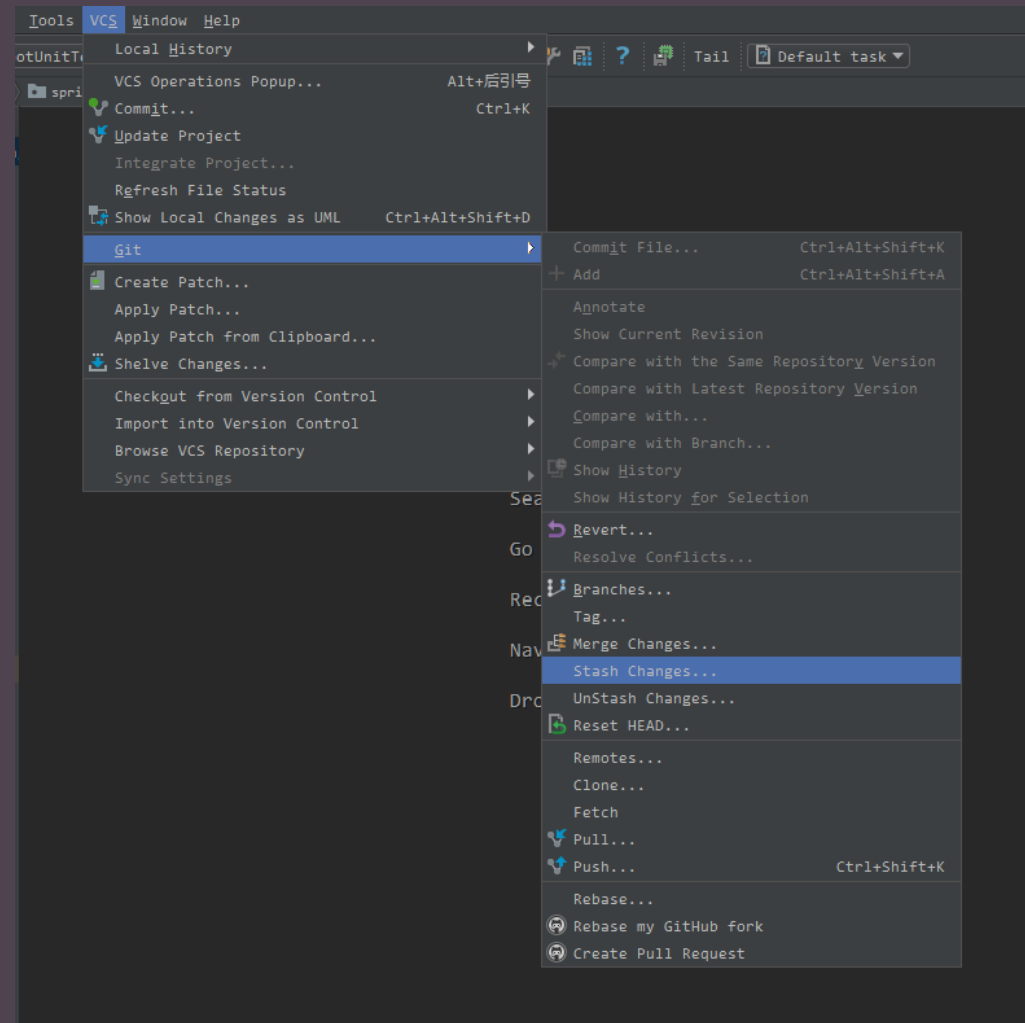 Tools VCS Window Help
Local History
Tail Default task
VCS Operations Popup... Alt+后引号
Commit... Ctrl+K
Update Project
Integrate Project...
Refresh File Status
Show Local Changes as UML Ctrl+Alt+Shift+D
Git
Create Patch...
Apply Patch...
Apply Patch from Clipboard...
Shelve Changes...
Checkout from Version Control
Import into Version Control
Browse VCS Repository
Sync Settings
Commit File... Ctrl+Alt+Shift+K
Add Ctrl+Alt+Shift+A
Annotate
Show Current Revision
Compare with the Same Repository Version
Compare with Latest Repository Version
Compare with...
Compare with Branch...
Show History
Show History for Selection
Revert...
Resolve Conflicts...
Branches...
Tag...
Merge Changes...
Stash Changes...
UnStash Changes...
Reset HEAD...
Remotes...
Clone...
Fetch
Pull...
Push... Ctrl+Shift+K
Rebase...
Rebase my GitHub fork
Create Pull Request
Go